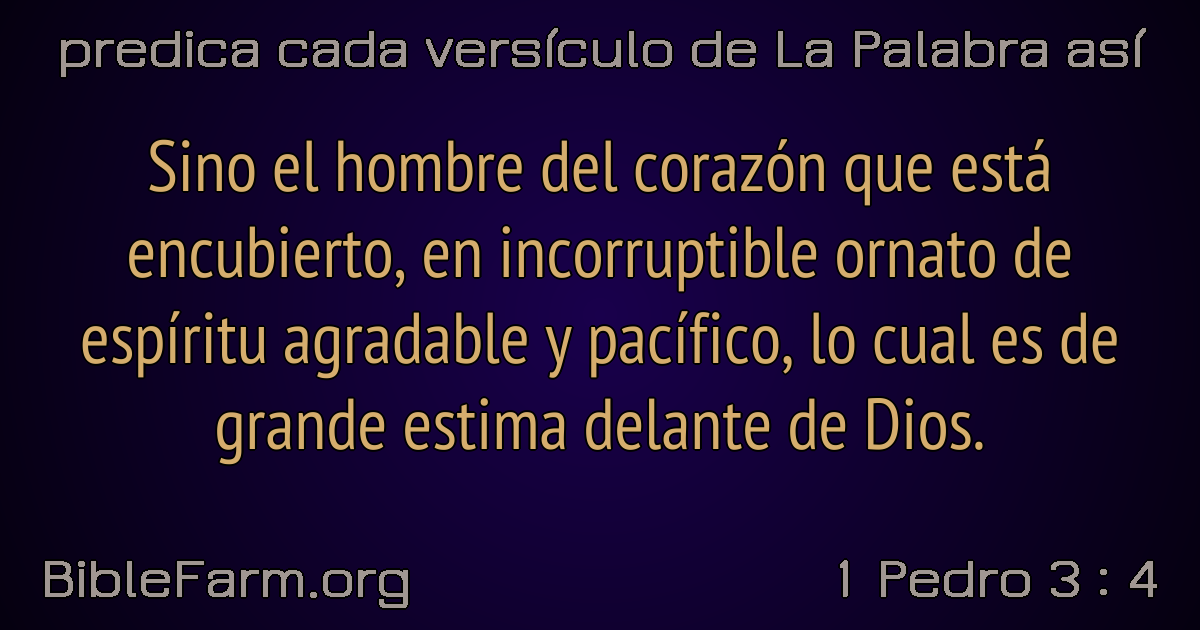 predica cada versículo de La Palabra así
Sino el hombre del corazón que está
encubierto, en incorruptible ornato de
espíritu agradable y pacífico, lo cual es de
grande estima delante de Dios.
BibleFarm.org
1 Pedro 3 : 4